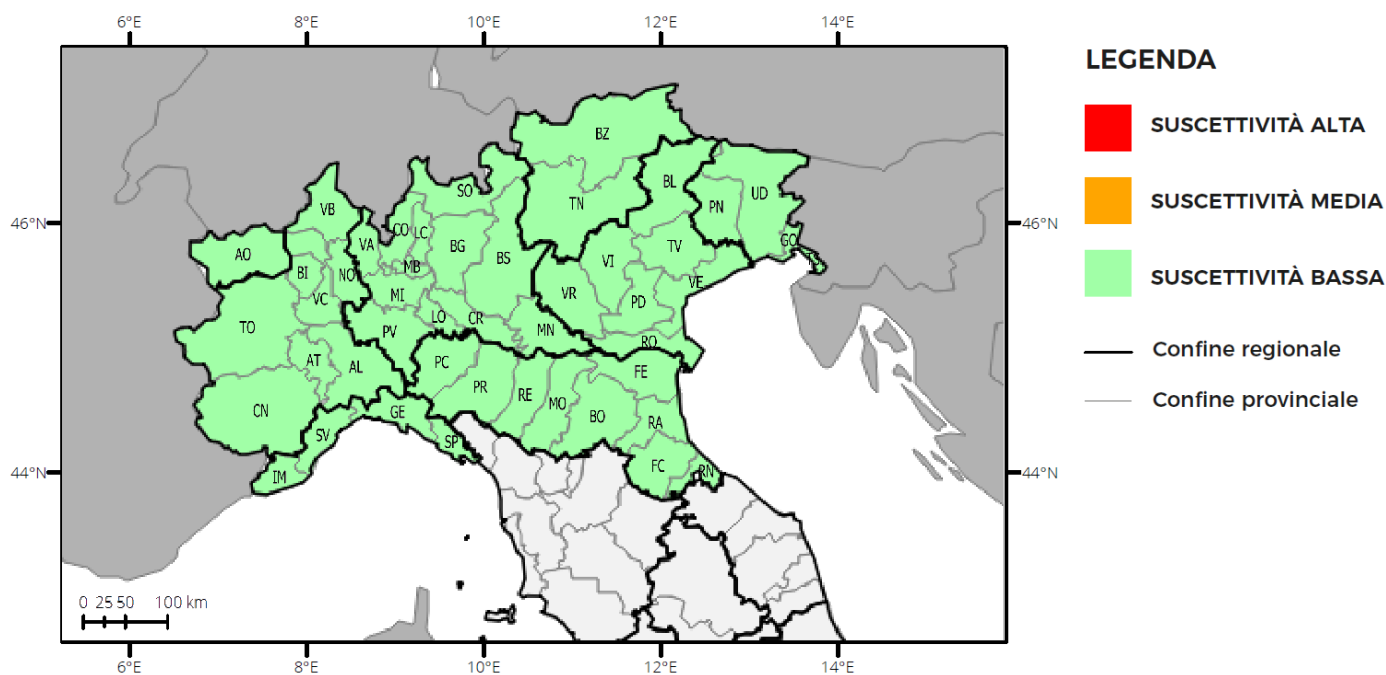 6°E 8°E 10°E 12°E 14°E
LEGENDA
SUSCETTIVITÀ ALTA
SUSCETTIVITÀ MEDIA
SUSCETTIVITÀ BASSA
Confine regionale
Confine provinciale
BZ
SO
BL
UD
VB
TN
PN
46°N
46°N
CO
LC
VA
BG
TV
GO
AO
BS
VI
BI
NO
MB
VE
VC
MI
VR
PD
TO
LO
CR
MN
PV
RO
AT
AL
PC
PR
FE
RE
MO
CN
GE
BO
RA
SV
SP
44°N
44°N
IM
FC
RN
0 25 50 100 km
6°E 8°E 10°E 12°E 14°E